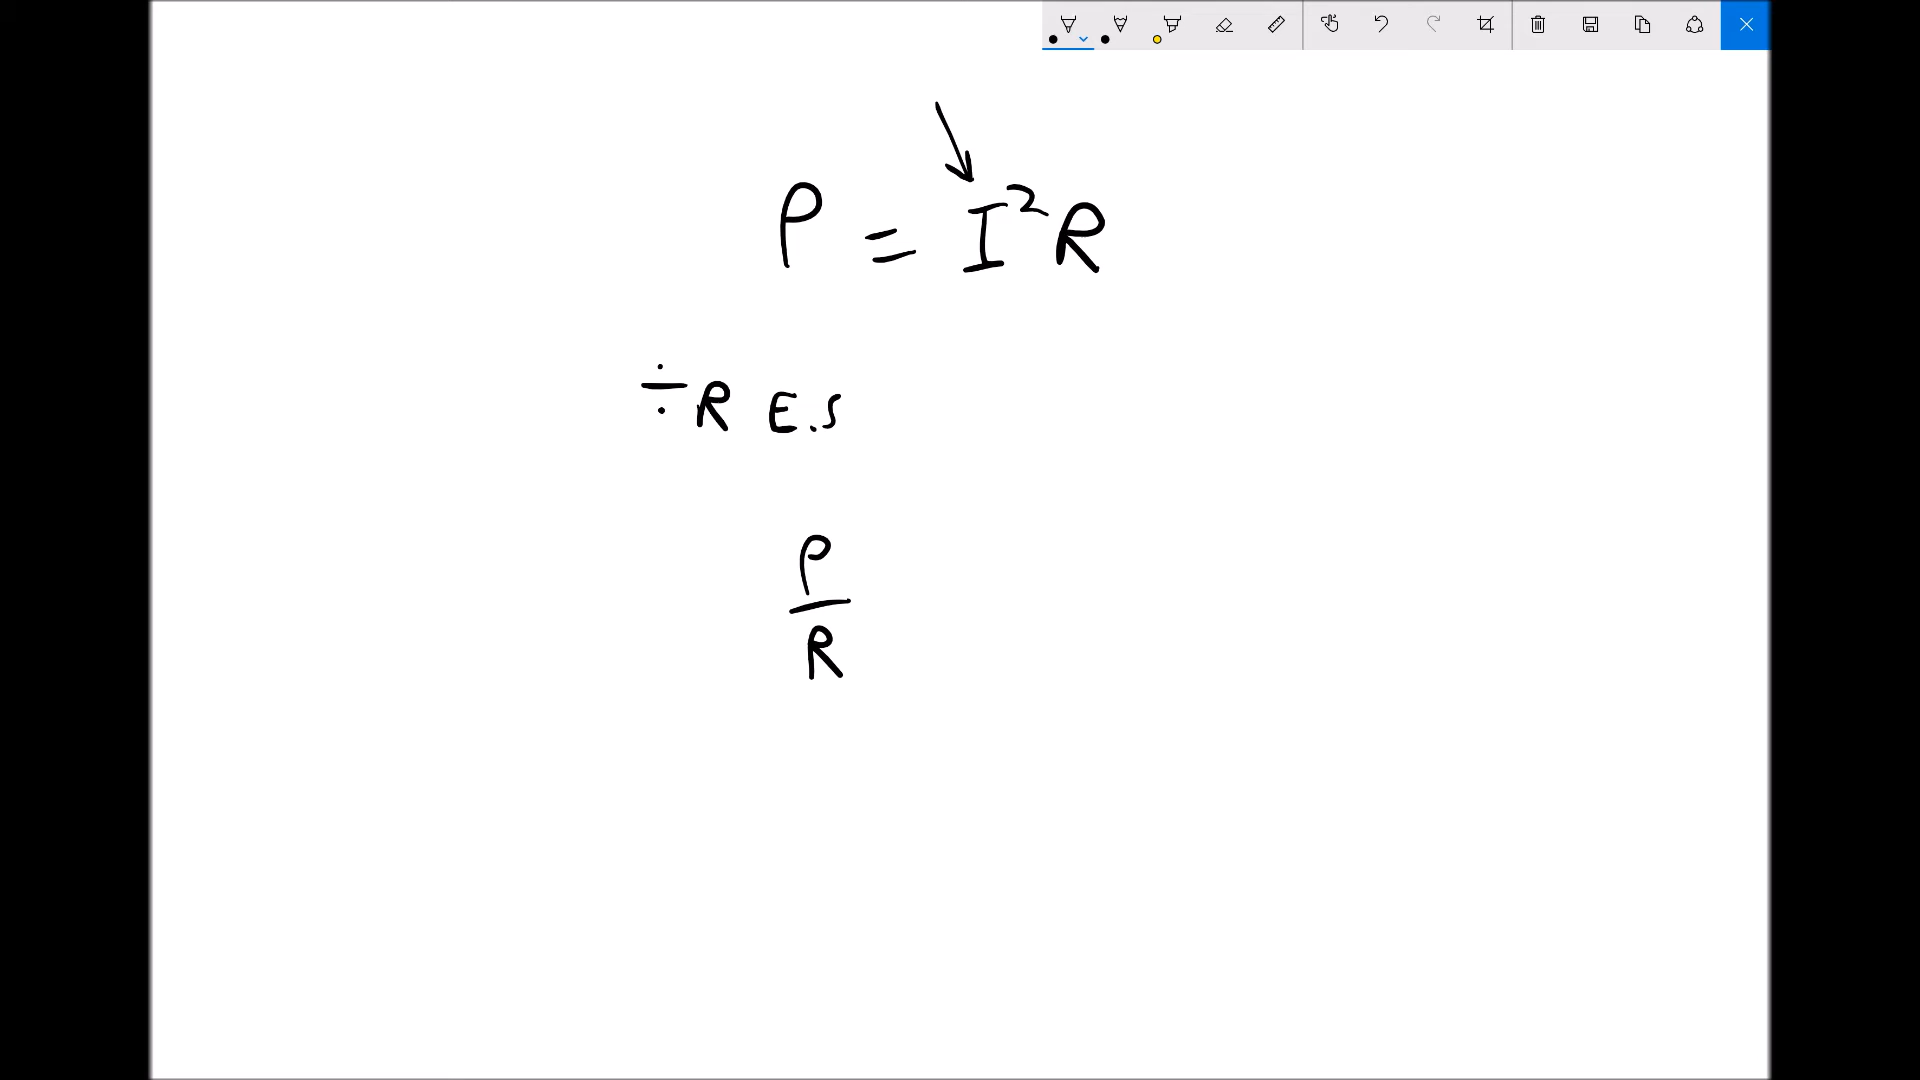 P = I²R
÷R E.S
P
R